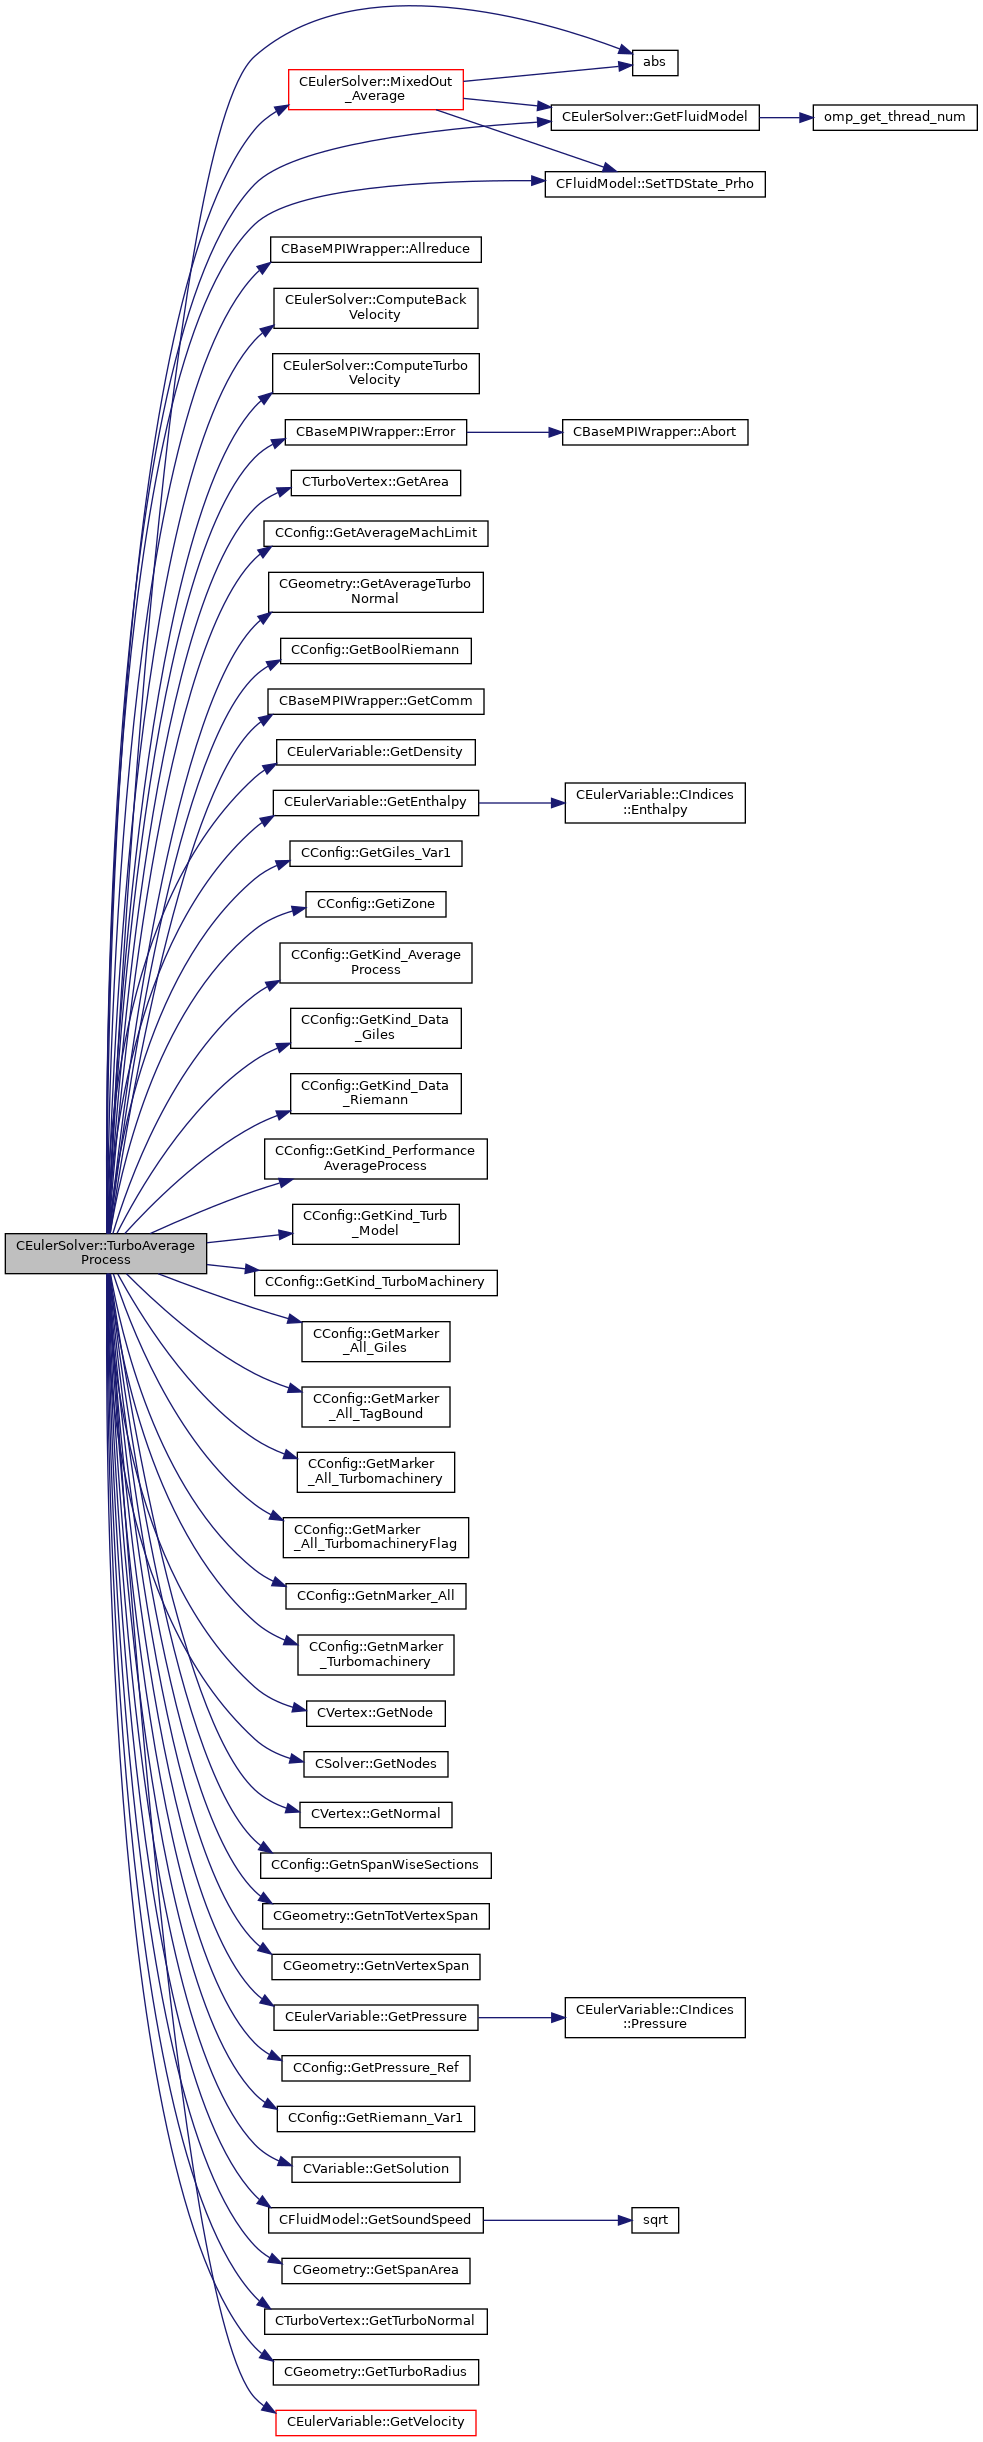 abs
CEulerSolver::MixedOut
_Average
CEulerSolver::GetFluidModel
omp_get_thread_num
CFluidModel::SetTDState_Prho
CBaseMPIWrapper::Allreduce
CEulerSolver::ComputeBack
Velocity
CEulerSolver::ComputeTurbo
Velocity
CBaseMPIWrapper::Error
CBaseMPIWrapper::Abort
CTurboVertex::GetArea
CConfig::GetAverageMachLimit
CGeometry::GetAverageTurbo
Normal
CConfig::GetBoolRiemann
CBaseMPIWrapper::GetComm
CEulerVariable::GetDensity
CEulerVariable::GetEnthalpy
CEulerVariable::CIndices
::Enthalpy
CConfig::GetGiles_Var1
CConfig::GetiZone
CConfig::GetKind_Average
Process
CConfig::GetKind_Data
_Giles
CConfig::GetKind_Data
_Riemann
CConfig::GetKind_Performance
AverageProcess
CConfig::GetKind_Turb
_Model
CEulerSolver::TurboAverage
Process
CConfig::GetKind_TurboMachinery
CConfig::GetMarker
_All_Giles
CConfig::GetMarker
_All_TagBound
CConfig::GetMarker
_All_Turbomachinery
CConfig::GetMarker
_All_TurbomachineryFlag
CConfig::GetnMarker_All
CConfig::GetnMarker
_Turbomachinery
CVertex::GetNode
CSolver::GetNodes
CVertex::GetNormal
CConfig::GetnSpanWiseSections
CGeometry::GetnTotVertexSpan
CGeometry::GetnVertexSpan
CEulerVariable::GetPressure
CEulerVariable::CIndices
::Pressure
CConfig::GetPressure_Ref
CConfig::GetRiemann_Var1
CVariable::GetSolution
CFluidModel::GetSoundSpeed
sqrt
CGeometry::GetSpanArea
CTurboVertex::GetTurboNormal
CGeometry::GetTurboRadius
CEulerVariable::GetVelocity